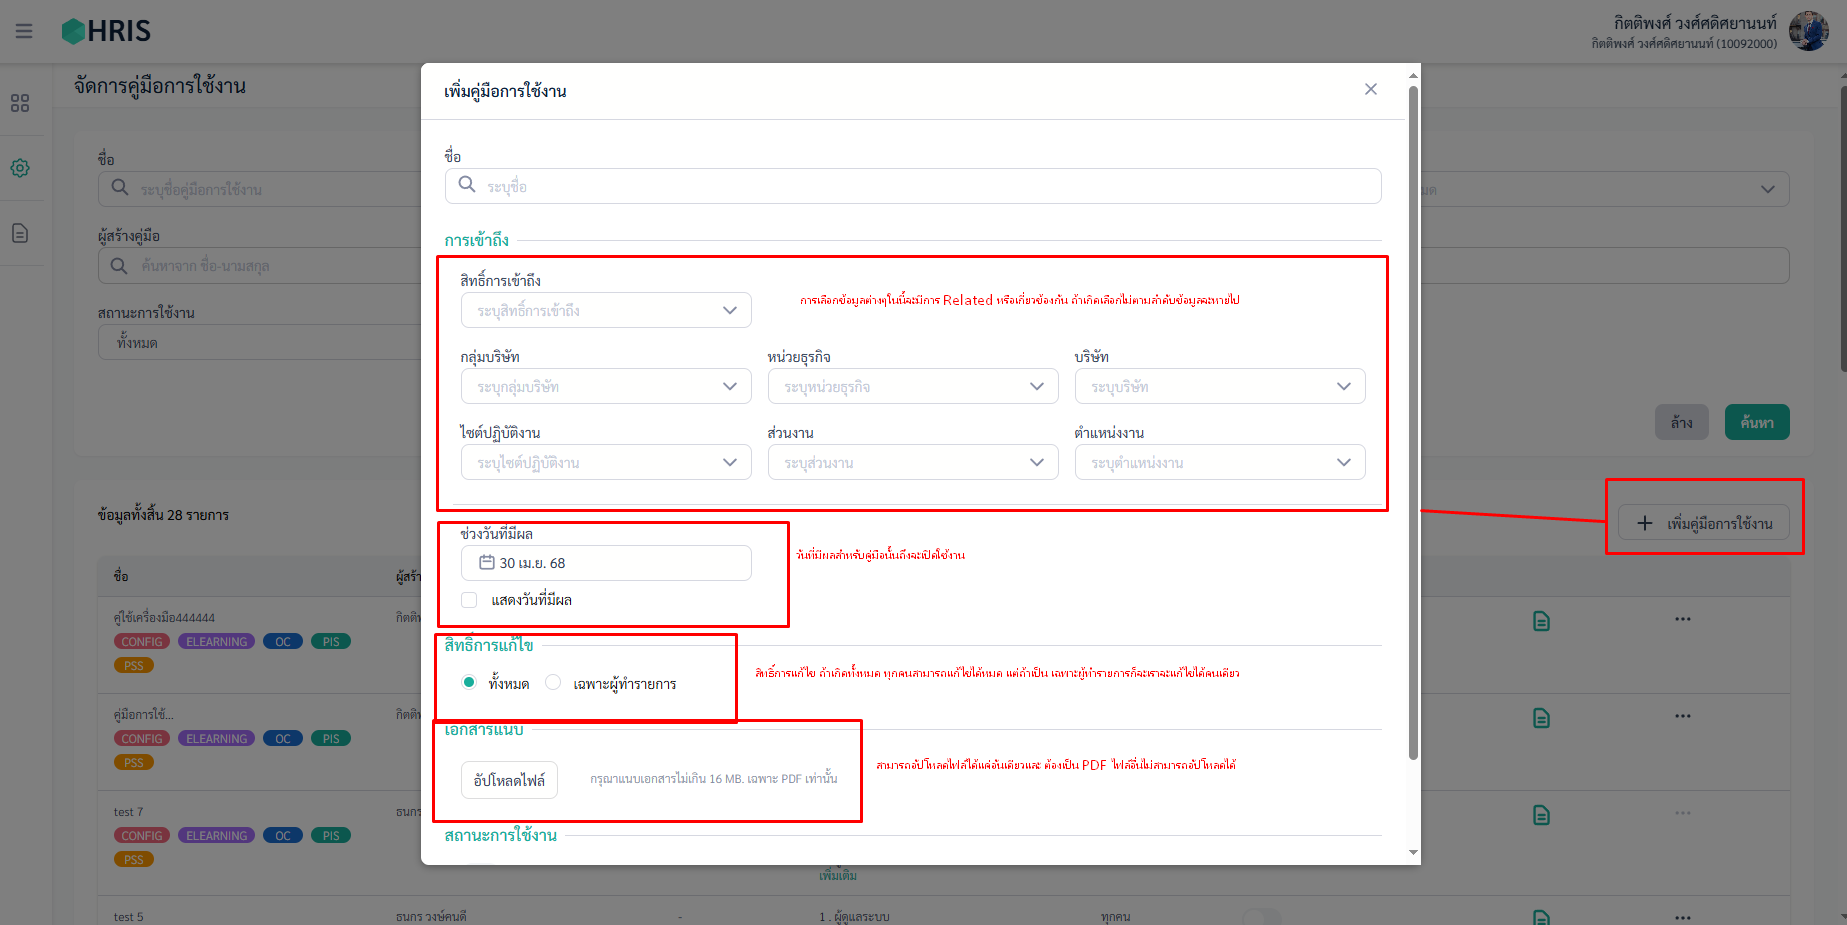 HRIS
กิตติพงศ์ วงศ์ศดิศยานนท์
กิตติพงศ์ วงศ์ศดิศยานนท์ (10092000)
จัดการคู่มือการใช้งาน
ชื่อ
ระบุชื่อคู่มือการใช้งาน
ผู้สร้างคู่มือ
ค้นหาจาก ชื่อ-นามสกุล
สถานะการใช้งาน
ทั้งหมด
ล้าง
ค้นหา
ข้อมูลทั้งสิ้น 28 รายการ
เพิ่มคู่มือการใช้งาน
เพิ่มคู่มือการใช้งาน
ชื่อ
ระบุชื่อ
การเข้าถึง
สิทธิ์การเข้าถึง
ระบุสิทธิ์การเข้าถึง
การเลือกข้อมูลต่างๆในนี้จะมีการ Related หรือเกี่ยวข้องกัน ถ้าเกิดเลือกไม่ตามลำดับข้อมูลจะหายไป
กลุ่มบริษัท หน่วยธุรกิจ บริษัท
ระบุกลุ่มบริษัท ระบุหน่วยธุรกิจ ระบุบริษัท
ไซต์ปฏิบัติงาน ส่วนงาน ตำแหน่งงาน
ระบุไซต์ปฏิบัติงาน ระบุส่วนงาน ระบุตำแหน่งงาน
ช่วงวันที่มีผล
30 เม.ย. 68
วันที่มีผลสำหรับคู่มือนั้นถึงจะเปิดใช้งาน
แสดงวันที่มีผล
สิทธิ์การแก้ไข
ทั้งหมด เฉพาะผู้ทำรายการ
สิทธิ์การแก้ไข ถ้าเกิดทั้งหมด ทุกคนสามารถแก้ไขได้หมด แต่ถ้าเป็น เฉพาะผู้ทำรายการก็จะเราจะแก้ไขได้คนเดียว
เอกสารแนบ
อัปโหลดไฟล์
กรุณาแนบเอกสารไม่เกิน 16 MB. เฉพาะ PDF เท่านั้น
สามารถอัปโหลดไฟล์ได้แค่อันเดียวและ ต้องเป็น PDF ไฟล์อื่นไม่สามารถอัปโหลดได้
สถานะการใช้งาน
ชื่อ
คู่ใช้เครื่องมือ444444
CONFIG ELEARNING OC PIS
PSS
คู่มือการใช้...
CONFIG ELEARNING OC PIS
PSS
test 7
CONFIG ELEARNING OC PIS
PSS
เพิ่มเติม
test 5 ธนกร วงษ์คนดี - 1 . ผู้ดูแลระบบ ทุกคน